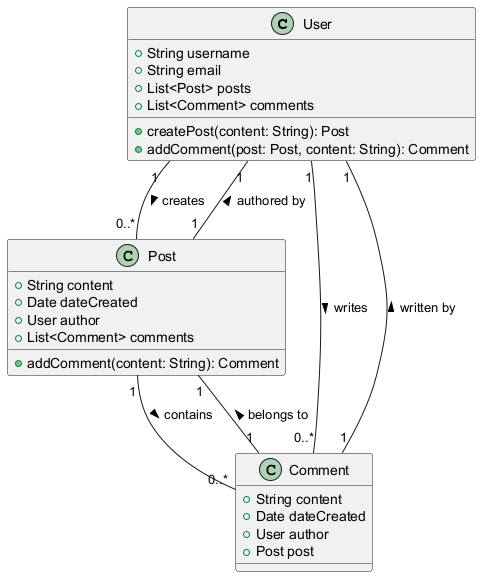 C User
String username
String email
List<Post> posts
List<Comment> comments
createPost(content: String): Post
addComment(post: Post, content: String): Comment
1 1 1 1
creates authored by
0..* 1
C Post
String content
Date dateCreated
User author
List<Comment> comments
addComment(content: String): Comment
writes written by
1 1
contains belongs to
0..* 1 0..* 1
C Comment
String content
Date dateCreated
User author
Post post